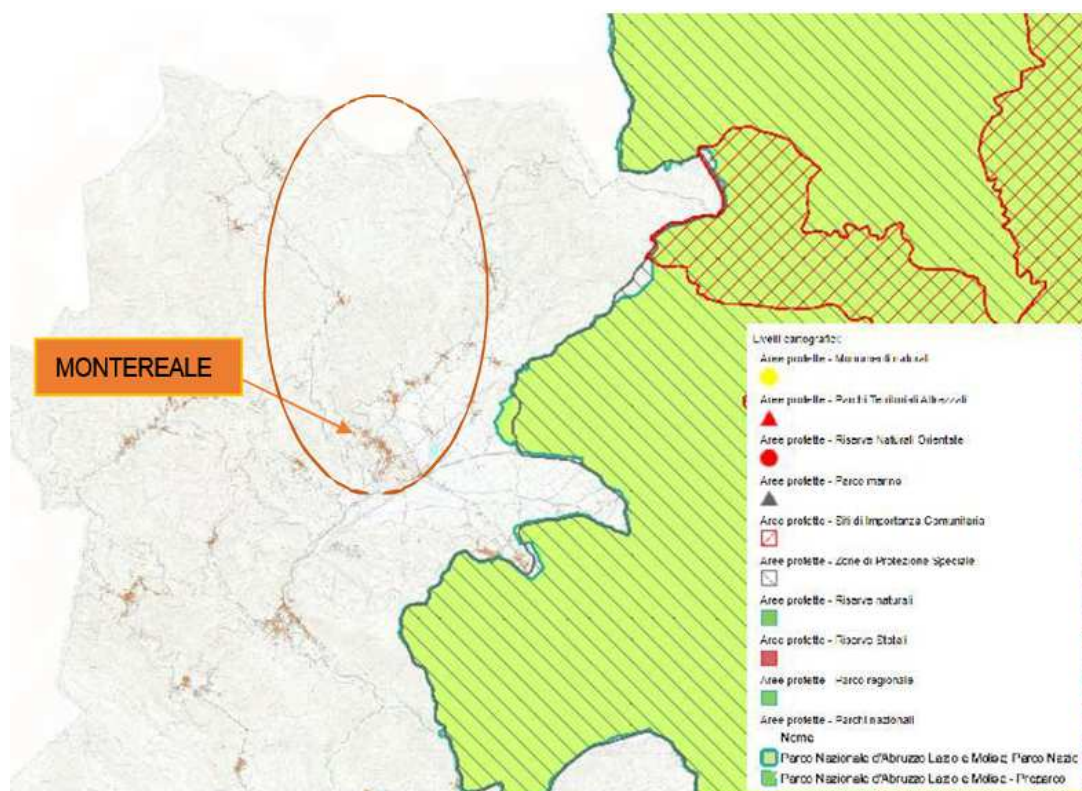 MONTEREALE
Livelli cartografici
Aree protette - Monumenti naturali
Aree protette - Parchi Territoriali Attrezzati
Aree protette - Riserve Naturali Orientate
Aree protette - Parco marino
Aree protette - Siti di Importanza Comunitaria
Aree protette - Zone di Protezione Speciale
Aree protette - Riserve naturali
Aree protette - Riserve Statali
Aree protette - Parco regionale
Aree protette - Parchi nazionali
Nome
Parco Nazionale d'Abruzzo Lazio e Molise; Parco Nazio
Parco Nazionale d'Abruzzo Lazio e Molise - Preparco